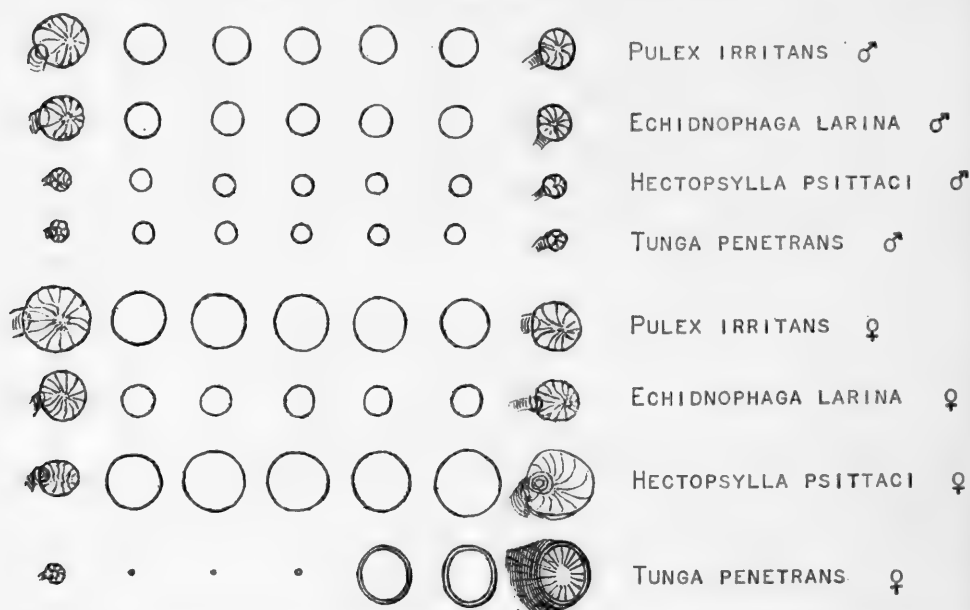 PULEX IRRITANS ♂
ECHIDNOPHAGA LARINA ♂
HECTOPSYLLA PSITTACI ♂
TUNGA PENETRANS ♂
PULEX IRRITANS ♀
ECHIDNOPHAGA LARINA ♀
HECTOPSYLLA PSITTACI ♀
TUNGA PENETRANS ♀